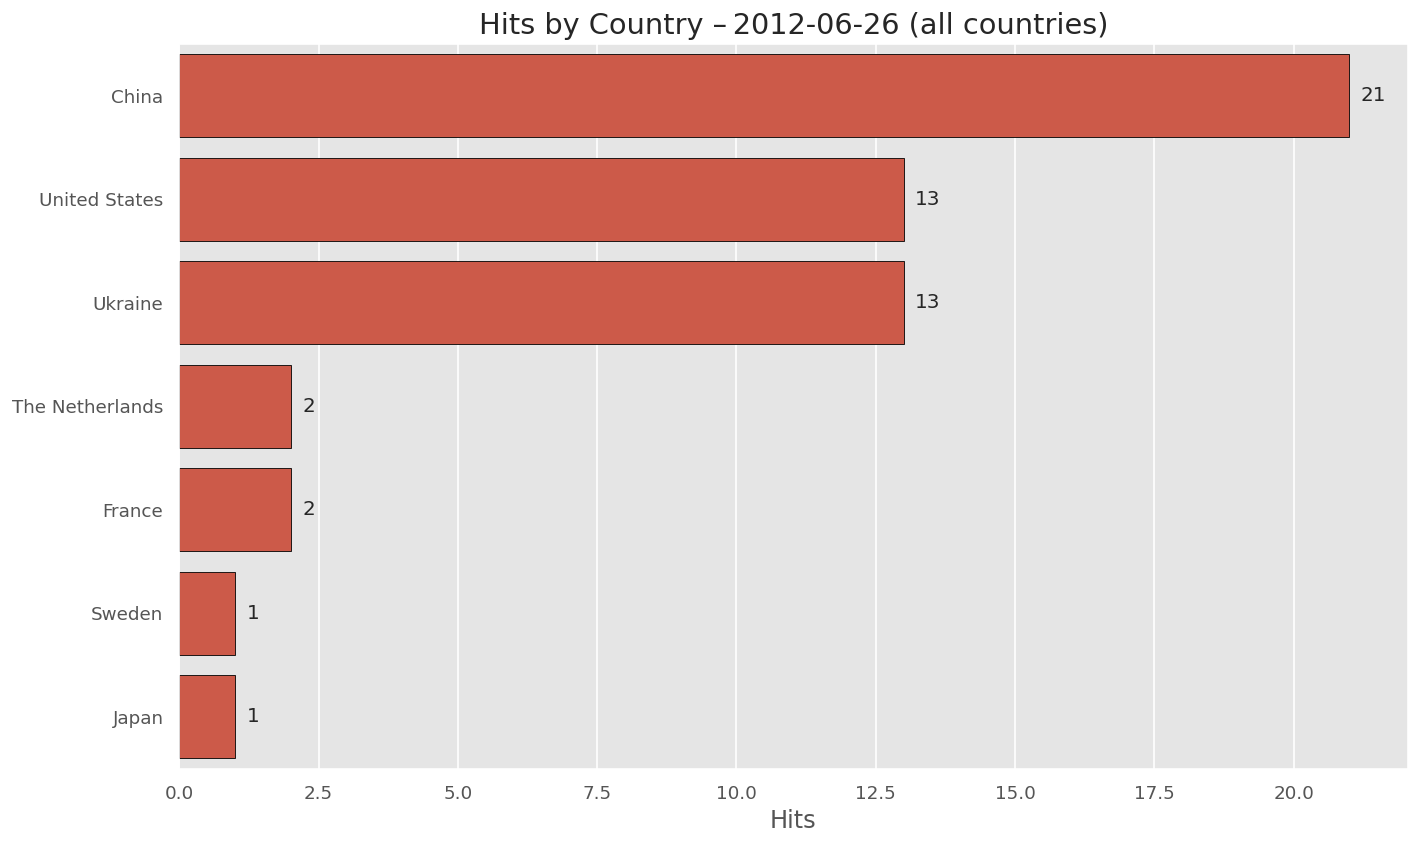 Hits by Country – 2012-06-26 (all countries)
China 21
United States 13
Ukraine 13
The Netherlands 2
France 2
Sweden 1
Japan 1
0.0 2.5 5.0 7.5 10.0 12.5 15.0 17.5 20.0
Hits